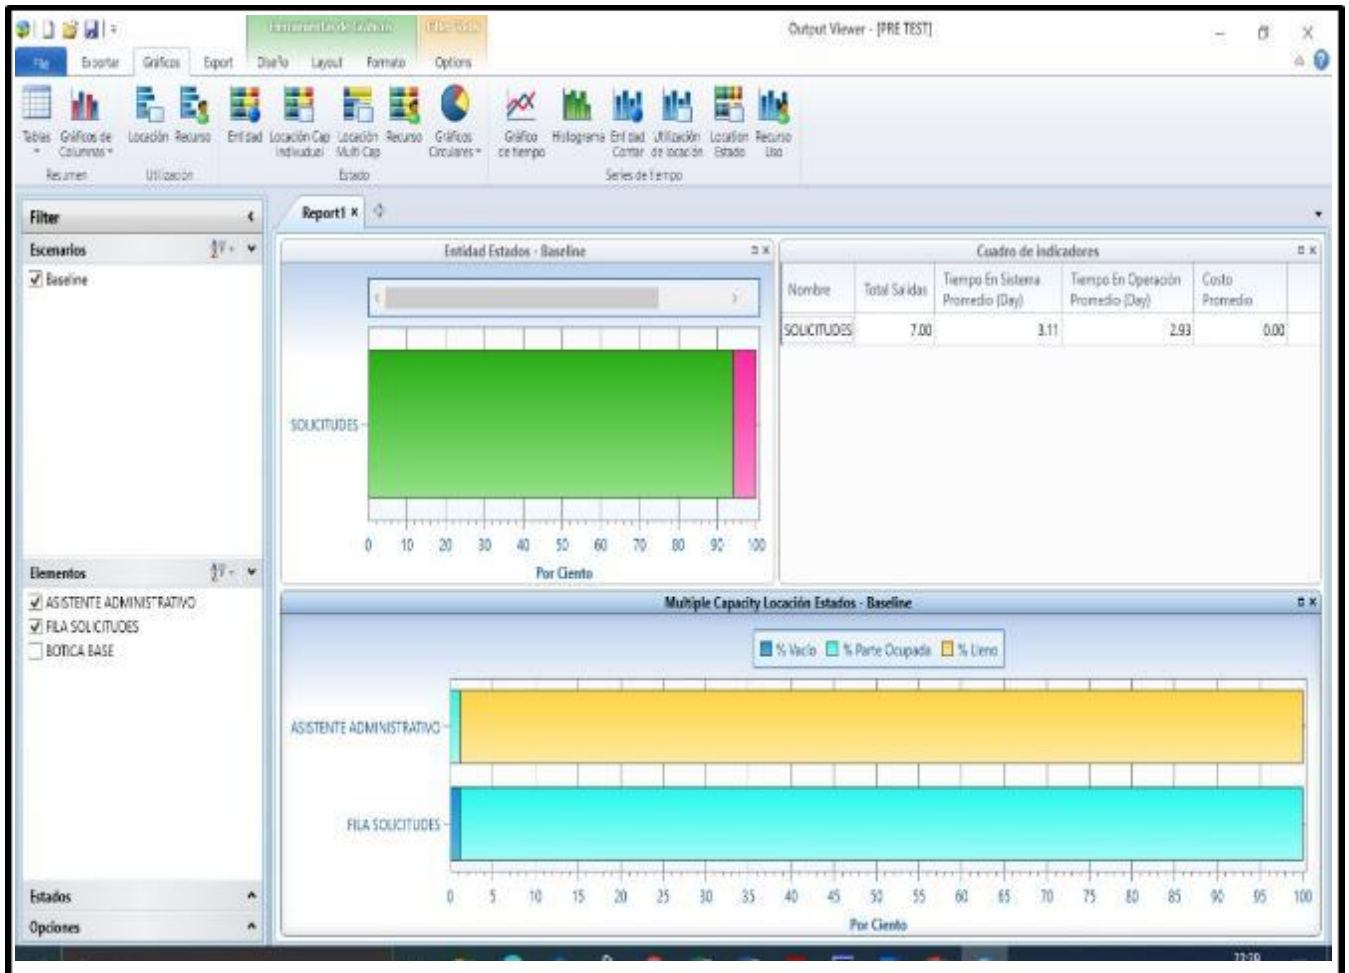 Output Viewer - [PRE TEST]
File Exportar Gráficos Export Diseño Layout Formato Options
Tablas Gráficos de Columnas Locación Recurso Entidad Locación Cap Individual Locación Multi Cap Recurso Gráficos Circulares Gráfico de tiempo Histograma Entidad Contar Utilización de locación Location Estado Recurso Uso
Resumen Utilización Estado Series de tiempo
Filter
Report1
Escenarios
Baseline
Entidad Estados - Baseline
SOLICITUDES
0 10 20 30 40 50 60 70 80 90 100
Por Ciento
Cuadro de indicadores
Nombre Total Salidas Tiempo En Sistema Promedio (Day) Tiempo En Operación Promedio (Day) Costo Promedio
SOLICITUDES 7.00 3.11 2.93 0.00
Elementos
ASISTENTE ADMINISTRATIVO
FILA SOLICITUDES
BOTICA BASE
Multiple Capacity Locación Estados - Baseline
% Vacío % Parte Ocupada % Lleno
ASISTENTE ADMINISTRATIVO
FILA SOLICITUDES
0 5 10 15 20 25 30 35 40 45 50 55 60 65 70 75 80 85 90 95 100
Por Ciento
Estados
Opciones